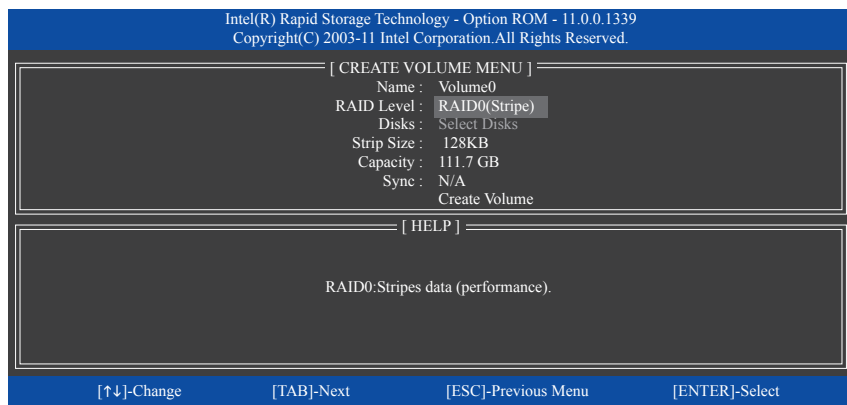 Intel(R) Rapid Storage Technology - Option ROM - 11.0.0.1339
Copyright(C) 2003-11 Intel Corporation.All Rights Reserved.
[ CREATE VOLUME MENU ]
Name : Volume0
RAID Level : RAID0(Stripe)
Disks : Select Disks
Strip Size : 128KB
Capacity : 111.7 GB
Sync : N/A
Create Volume
[ HELP ]
RAID0:Stripes data (performance).
[↑↓]-Change [TAB]-Next [ESC]-Previous Menu [ENTER]-Select